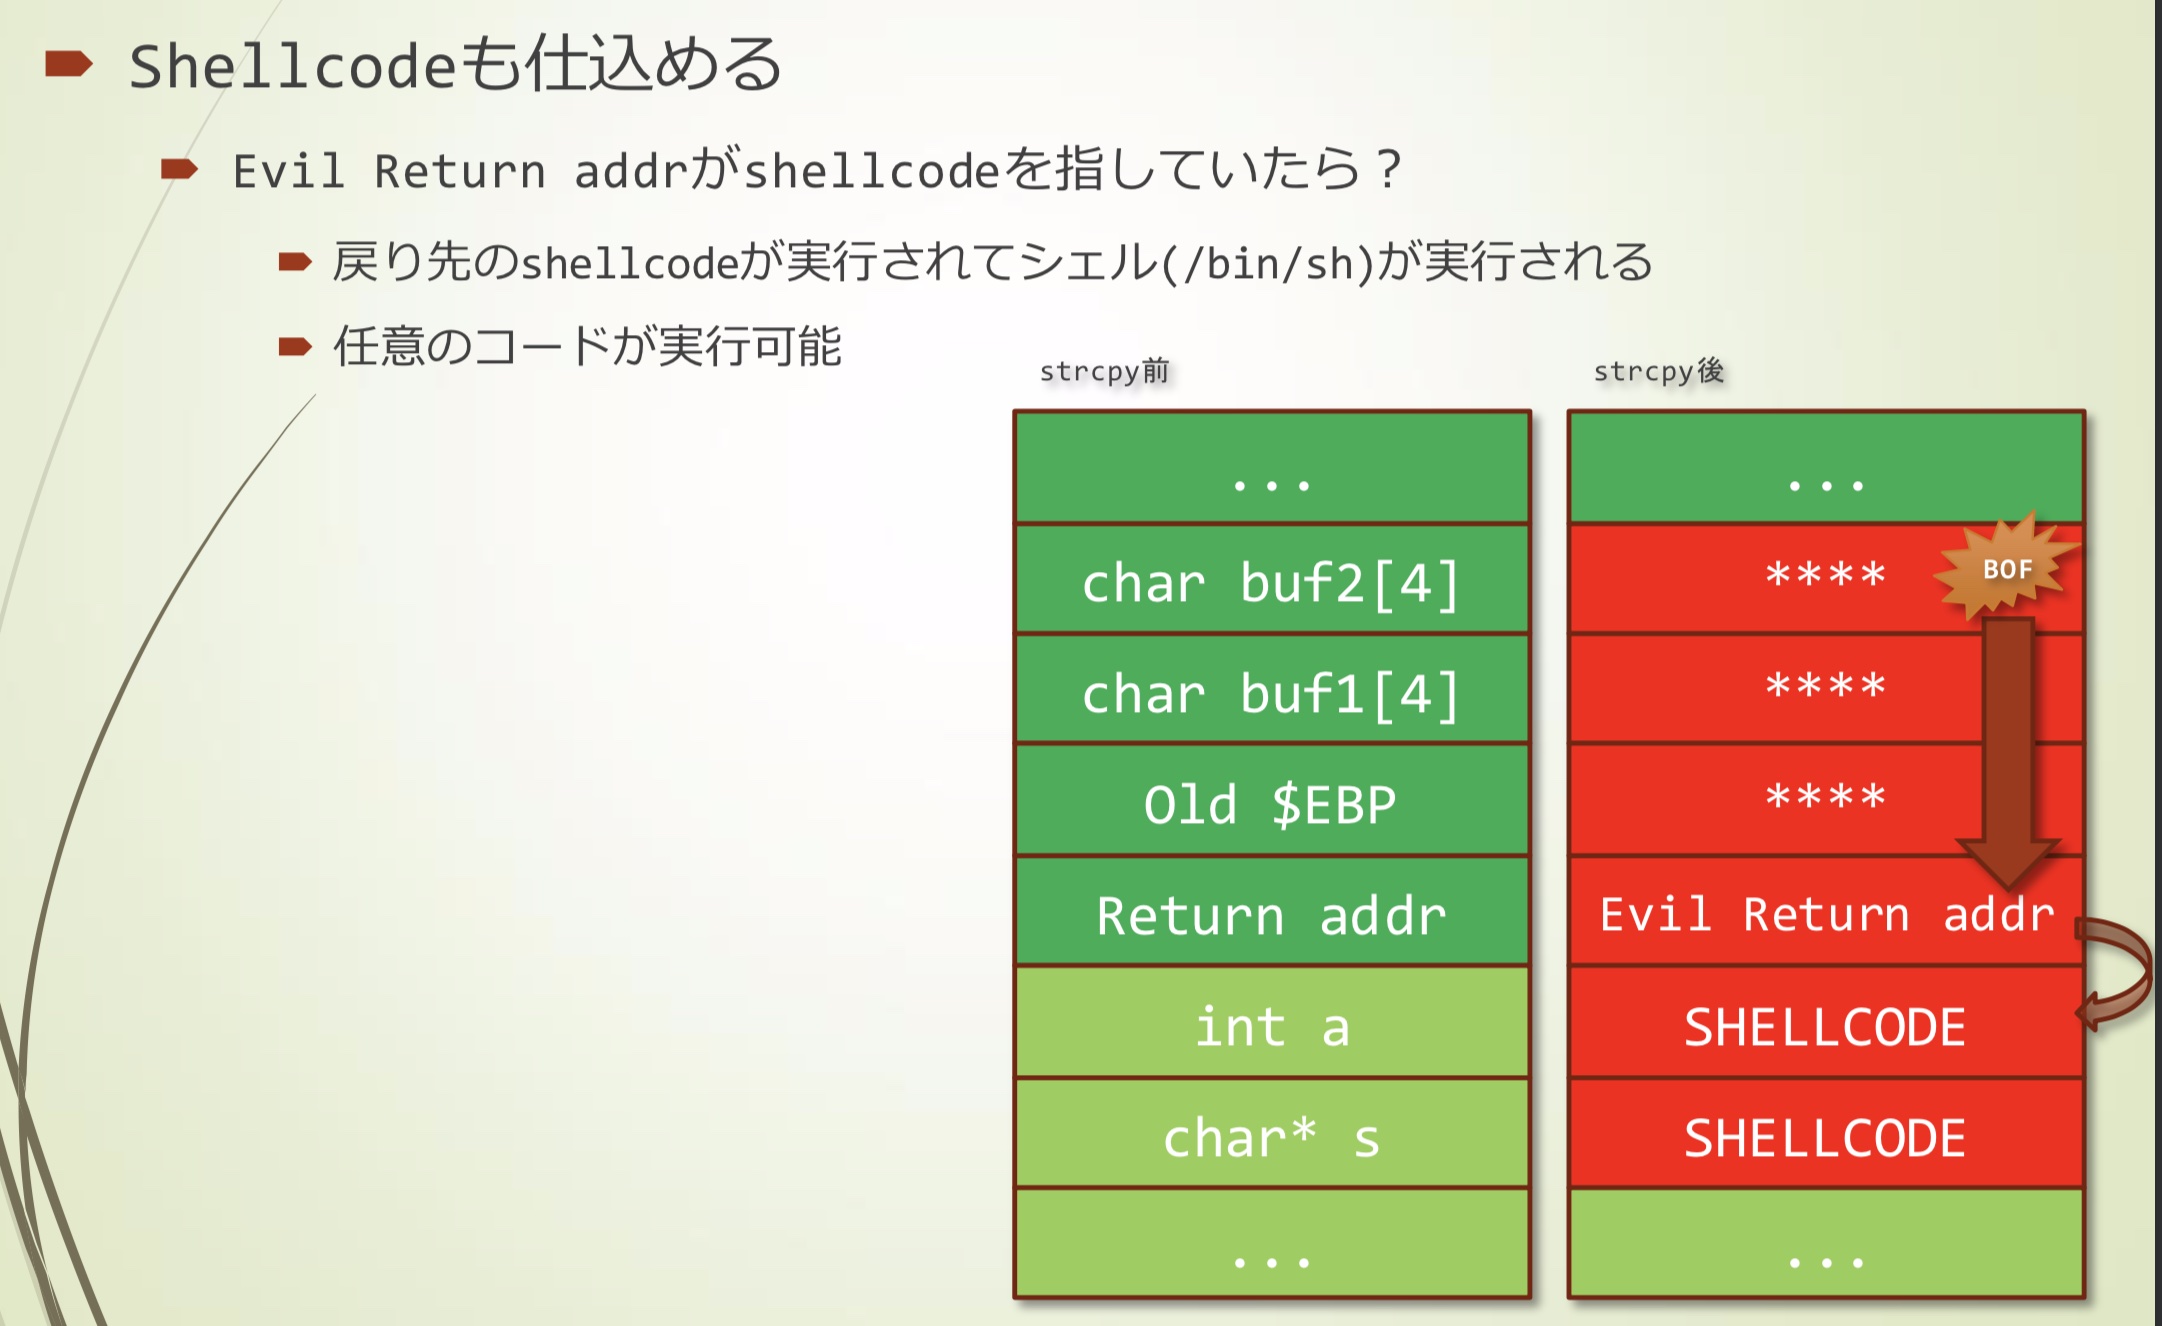 Shellcodeも仕込める
Evil Return addrがshellcodeを指していたら？
戻り先のshellcodeが実行されてシェル(/bin/sh)が実行される
任意のコードが実行可能
strcpy前
...
char buf2[4]
char buf1[4]
Old $EBP
Return addr
int a
char* s
...
strcpy後
...
****
BOF
****
****
Evil Return addr
SHELLCODE
SHELLCODE
...